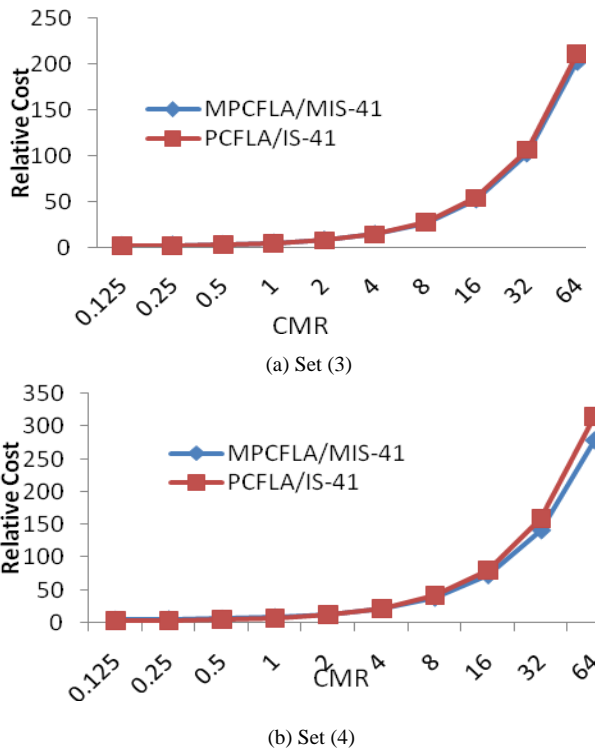 250
200
150
100
50
0
Relative Cost
MPCFLA/MIS-41
PCFLA/IS-41
0.125 0.25 0.5 1 2 4 8 16 32 64
CMR
(a) Set (3)
350
300
250
200
150
100
50
0
Relative Cost
MPCFLA/MIS-41
PCFLA/IS-41
0.125 0.25 0.5 1 2 4 8 16 32 64
CMR
(b) Set (4)